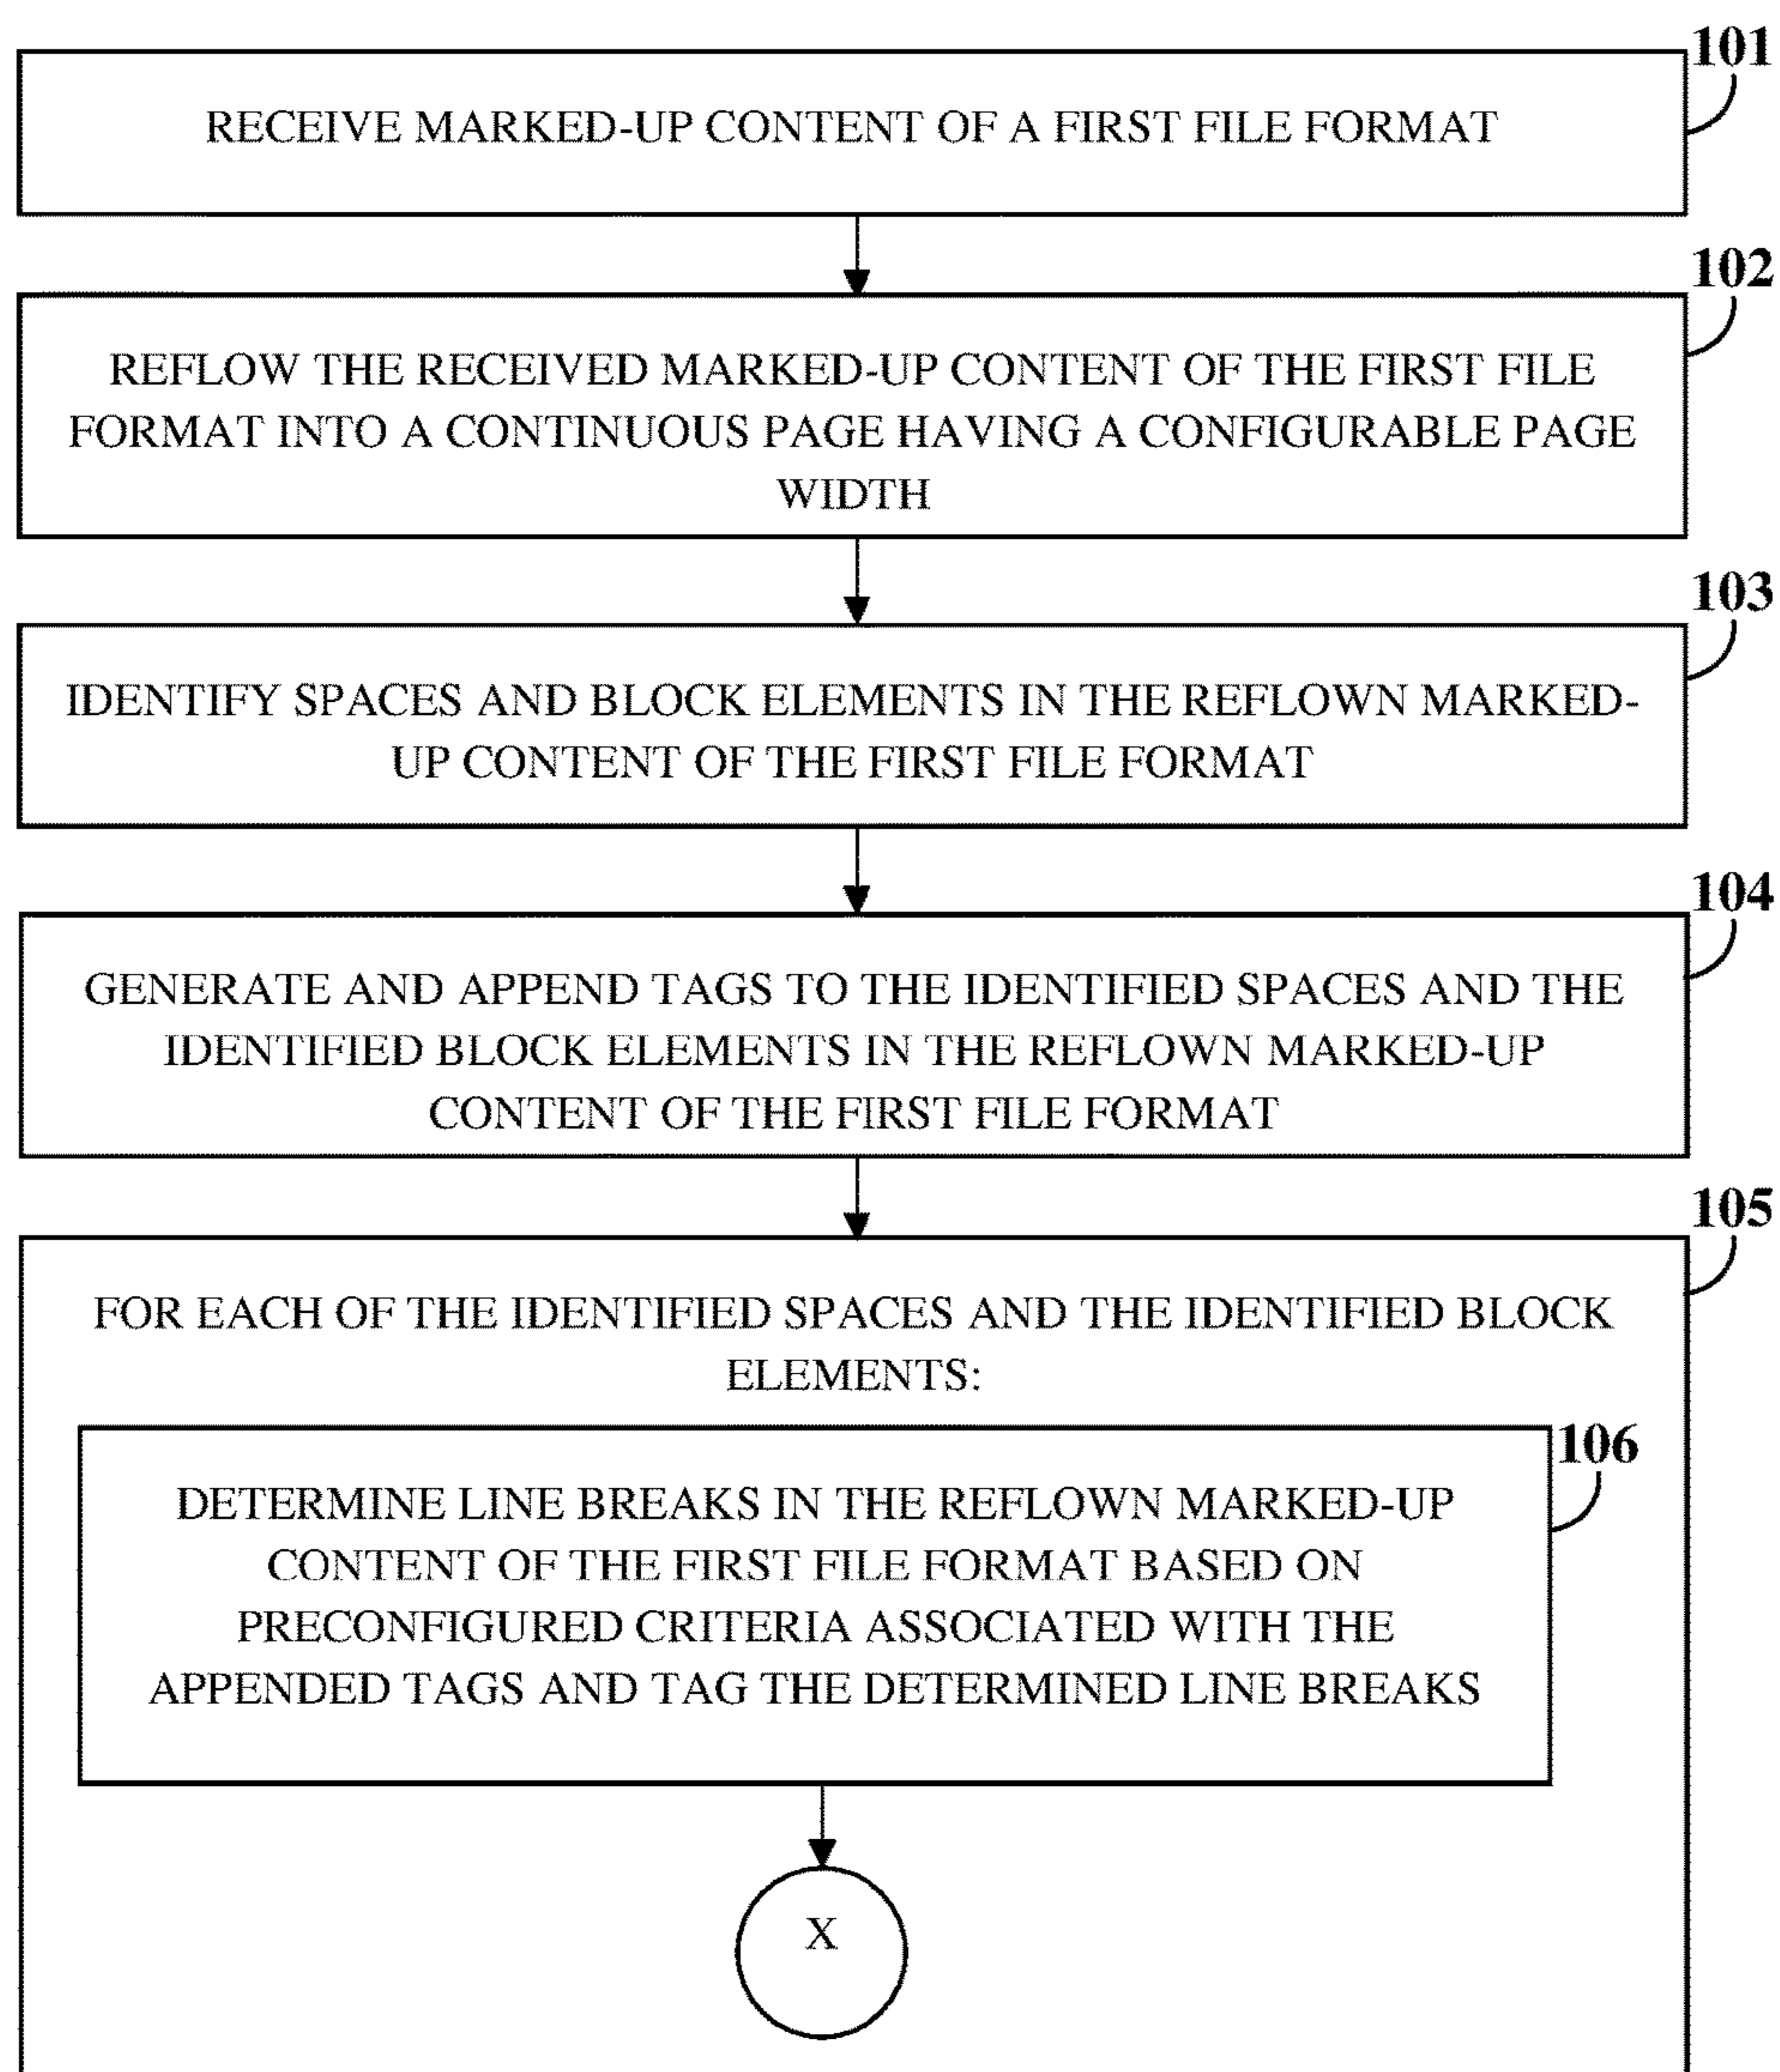 101
RECEIVE MARKED-UP CONTENT OF A FIRST FILE FORMAT
102
REFLOW THE RECEIVED MARKED-UP CONTENT OF THE FIRST FILE
FORMAT INTO A CONTINUOUS PAGE HAVING A CONFIGURABLE PAGE
WIDTH
103
IDENTIFY SPACES AND BLOCK ELEMENTS IN THE REFLOWN MARKED-
UP CONTENT OF THE FIRST FILE FORMAT
104
GENERATE AND APPEND TAGS TO THE IDENTIFIED SPACES AND THE
IDENTIFIED BLOCK ELEMENTS IN THE REFLOWN MARKED-UP
CONTENT OF THE FIRST FILE FORMAT
105
FOR EACH OF THE IDENTIFIED SPACES AND THE IDENTIFIED BLOCK
ELEMENTS:
106
DETERMINE LINE BREAKS IN THE REFLOWN MARKED-UP
CONTENT OF THE FIRST FILE FORMAT BASED ON
PRECONFIGURED CRITERIA ASSOCIATED WITH THE
APPENDED TAGS AND TAG THE DETERMINED LINE BREAKS
X